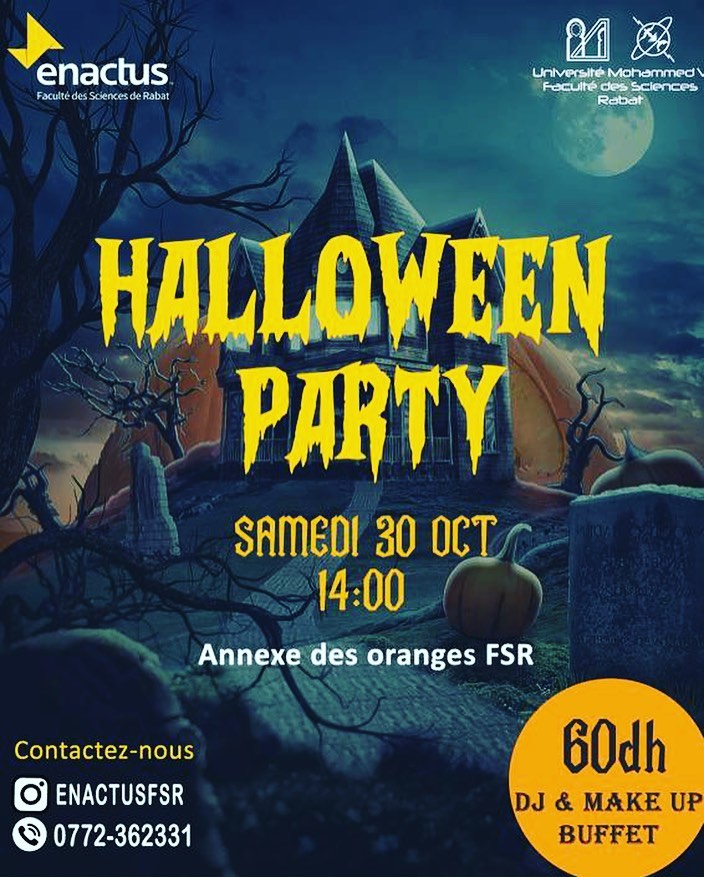 enactus
Faculté des Sciences de Rabat
Université Mohammed V
Faculté des Sciences
Rabat
HALLOWEEN
PARTY
SAMEDI 30 OCT
14:00
Annexe des oranges FSR
Contactez-nous
ENACTUSFSR
0772-362331
60dh
DJ & MAKE UP
BUFFET